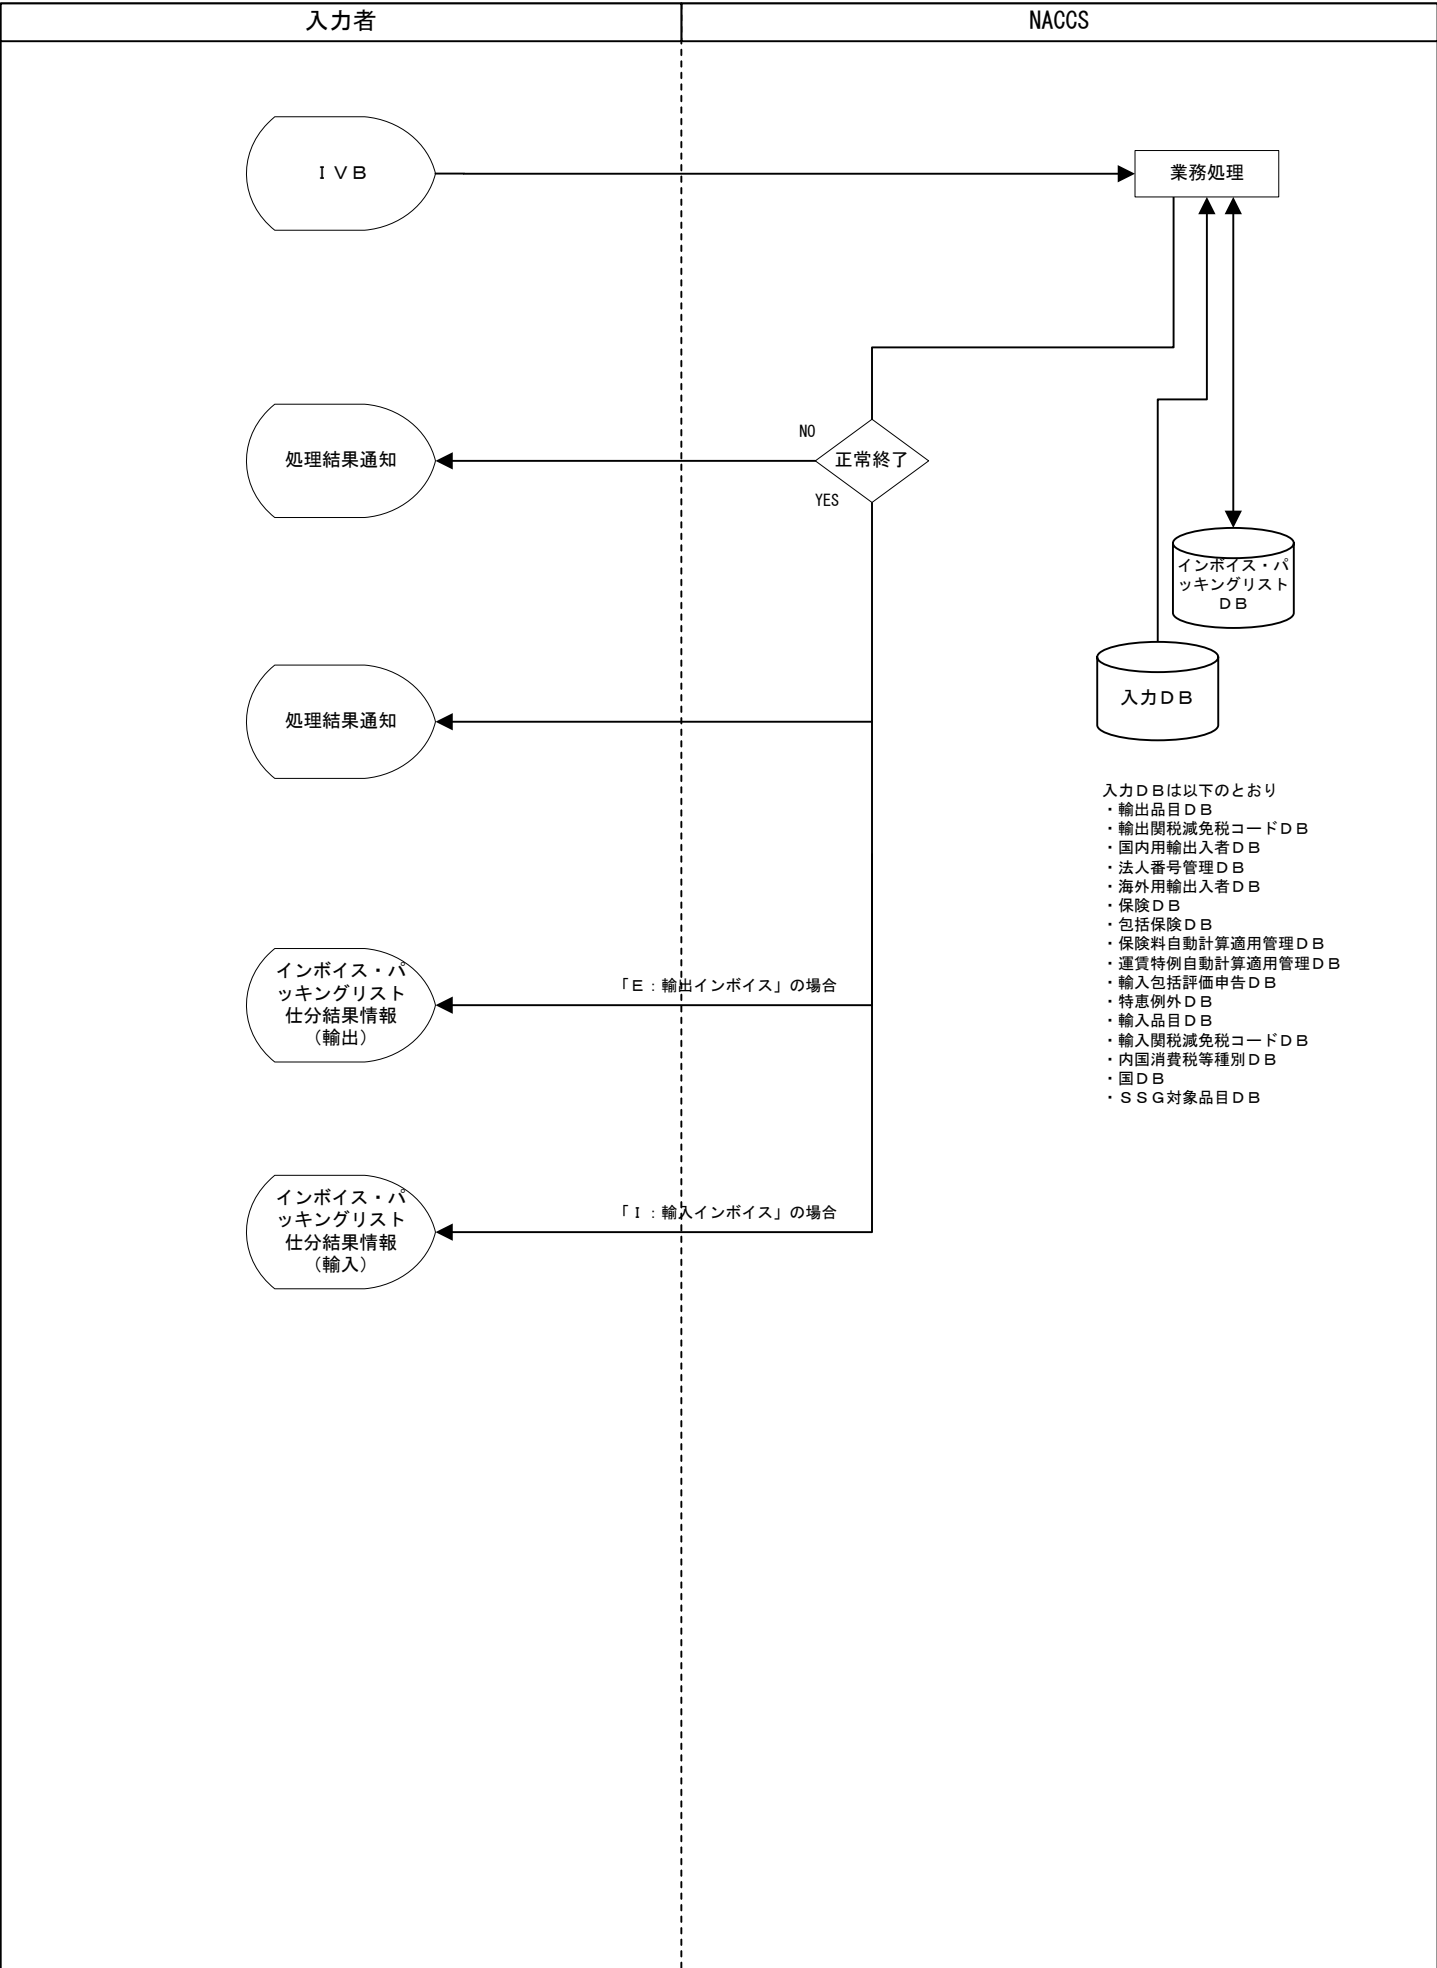 入力者
NACCS
ＩＶＢ
業務処理
NO
処理結果通知
正常終了
YES
インボイス・パ
ッキングリスト
ＤＢ
処理結果通知
入力ＤＢ
入力ＤＢは以下のとおり
・輸出品目ＤＢ
・輸出関税減免税コードＤＢ
・国内用輸出入者ＤＢ
・法人番号管理ＤＢ
・海外用輸出入者ＤＢ
・保険ＤＢ
・包括保険ＤＢ
・保険料自動計算適用管理ＤＢ
・運賃特例自動計算適用管理ＤＢ
・輸入包括評価申告ＤＢ
・特恵例外ＤＢ
・輸入品目ＤＢ
・輸入関税減免税コードＤＢ
・内国消費税等種別ＤＢ
・国ＤＢ
・ＳＳＧ対象品目ＤＢ
インボイス・パ
ッキングリスト
仕分結果情報
（輸出）
「Ｅ：輸出インボイス」の場合
インボイス・パ
ッキングリスト
仕分結果情報
（輸入）
「Ｉ：輸入インボイス」の場合